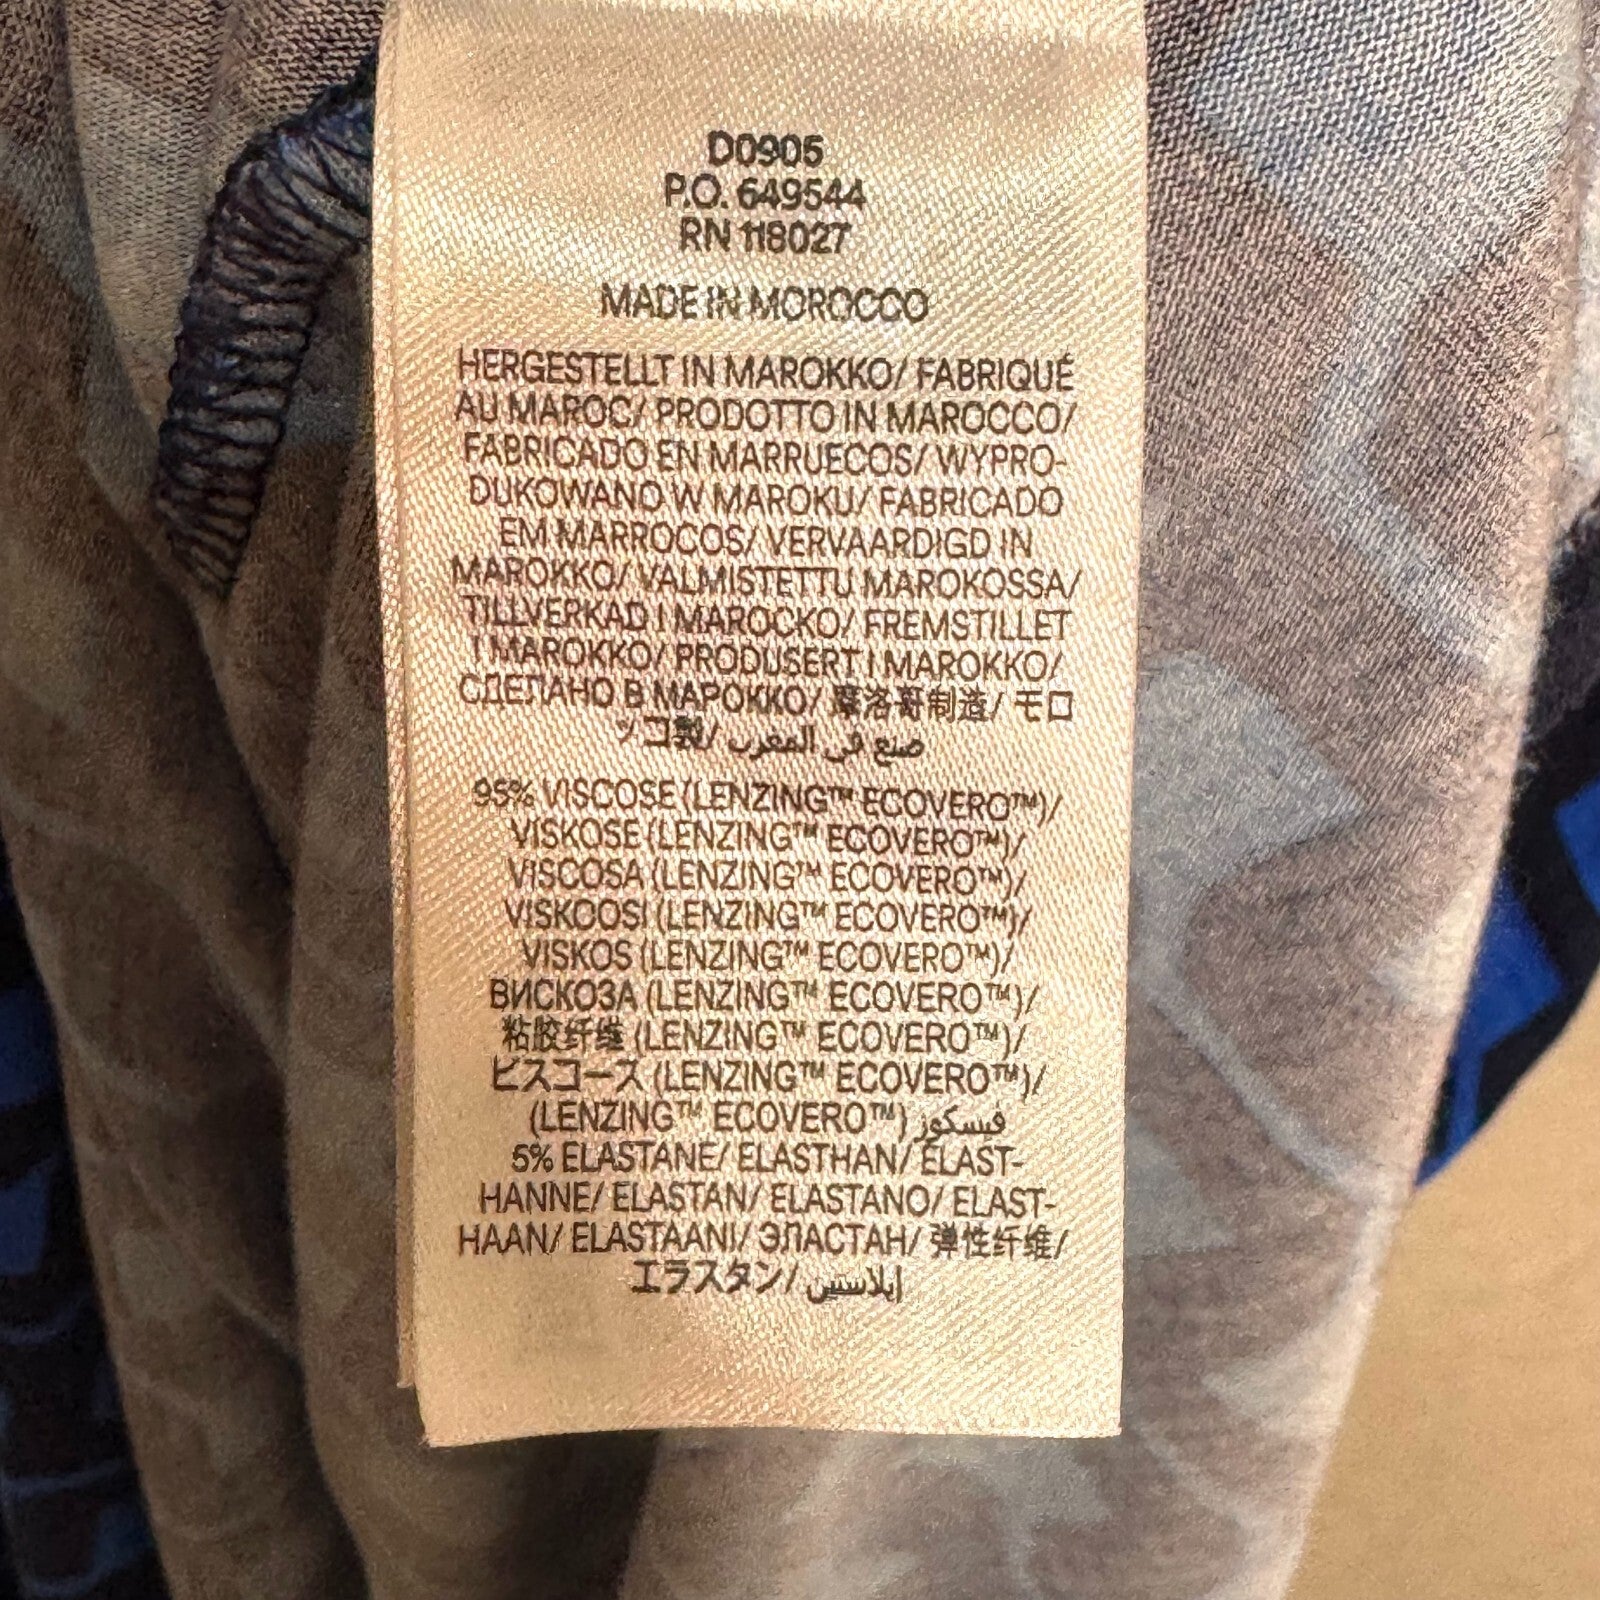 D0905
P.O. 649544
RN 118027
MADE IN MOROCCO
HERGESTELLT IN MAROKKO/ FABRIQUÉ
AU MAROC/ PRODOTTO IN MAROCCO/
FABRICADO EN MARRUECOS/ WYPRO-
DUKOWANO W MAROKU/ FABRICADO
EM MARROCOS/ VERVAARDIGD IN
MAROKKO/ VALMISTETTU MAROKOSSA/
TILLVERKAD I MAROCKO/ FREMSTILLET
I MAROKKO/ PRODUSERT I MAROKKO/
СДЕЛАНО В МАРОККО/ 摩洛哥制造/ モロ
ッコ製/ صنع في المغرب
95% VISCOSE (LENZING™ ECOVERO™)/
VISKOSE (LENZING™ ECOVERO™)/
VISCOSA (LENZING™ ECOVERO™)/
VISKOOSI (LENZING™ ECOVERO™)/
VISKOS (LENZING™ ECOVERO™)/
ВИСКОЗА (LENZING™ ECOVERO™)/
粘胶纤维 (LENZING™ ECOVERO™)/
ビスコース (LENZING™ ECOVERO™)/
(LENZING™ ECOVERO™) فيسكوز
5% ELASTANE/ ELASTHAN/ ÉLAST-
HANNE/ ELASTAN/ ELASTANO/ ELAST-
HAAN/ ELASTAANI/ ЭЛАСТАН/ 弹性纤维/
エラスタン/ إيلاستين